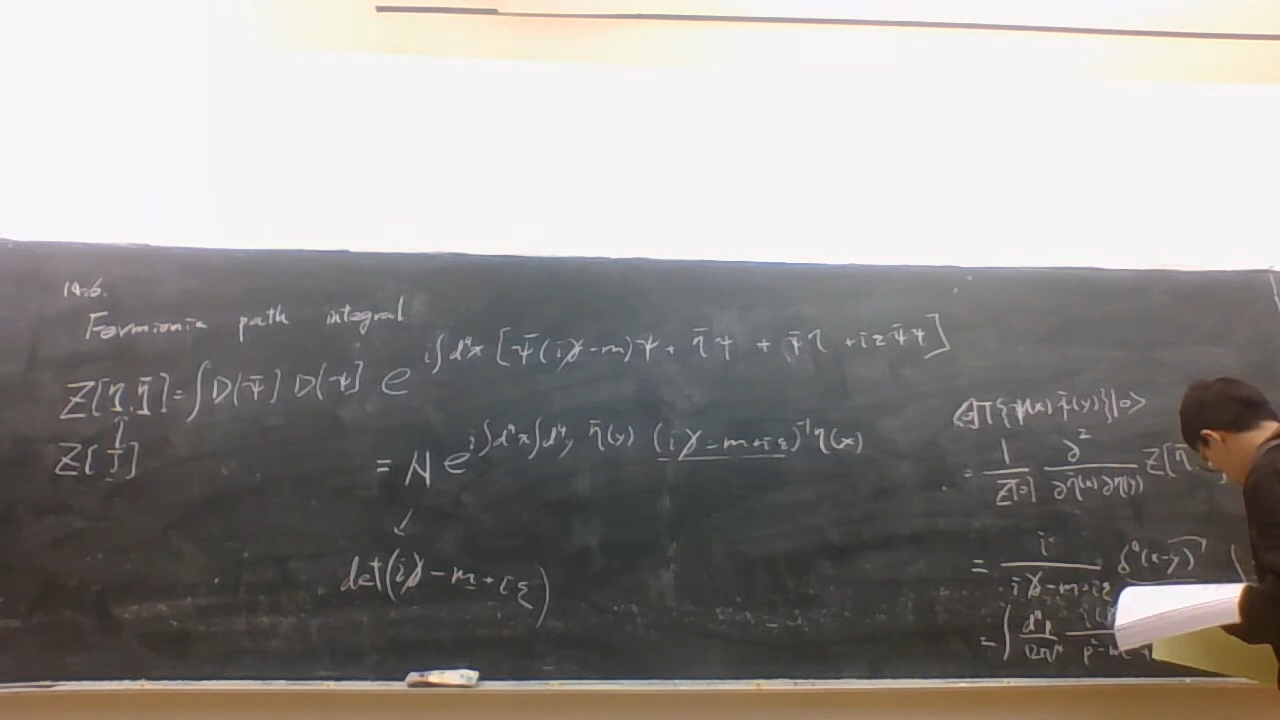 14.6.
Fermionic path integral
Z[η, η̄] = ∫D(ψ̄] D(ψ] e^{i∫d⁴x [ψ̄(i∂̸-m)ψ + η̄ψ + ψ̄η + iεψ̄ψ]}
Z[J]
= N e^{i∫d⁴x∫d⁴y η̄(y) (i∂̸-m+iε)⁻¹η(x)}
det(i∂̸-m+iε)
<0|T{ψ(x) ψ̄(y)}|0>
= 1/Z[0] ∂²/∂η̄(x)∂η(y) Z[η̄
= i/(i∂̸-m+iε) δ⁴(x-y)
= ∫ d⁴p/(2π)⁴